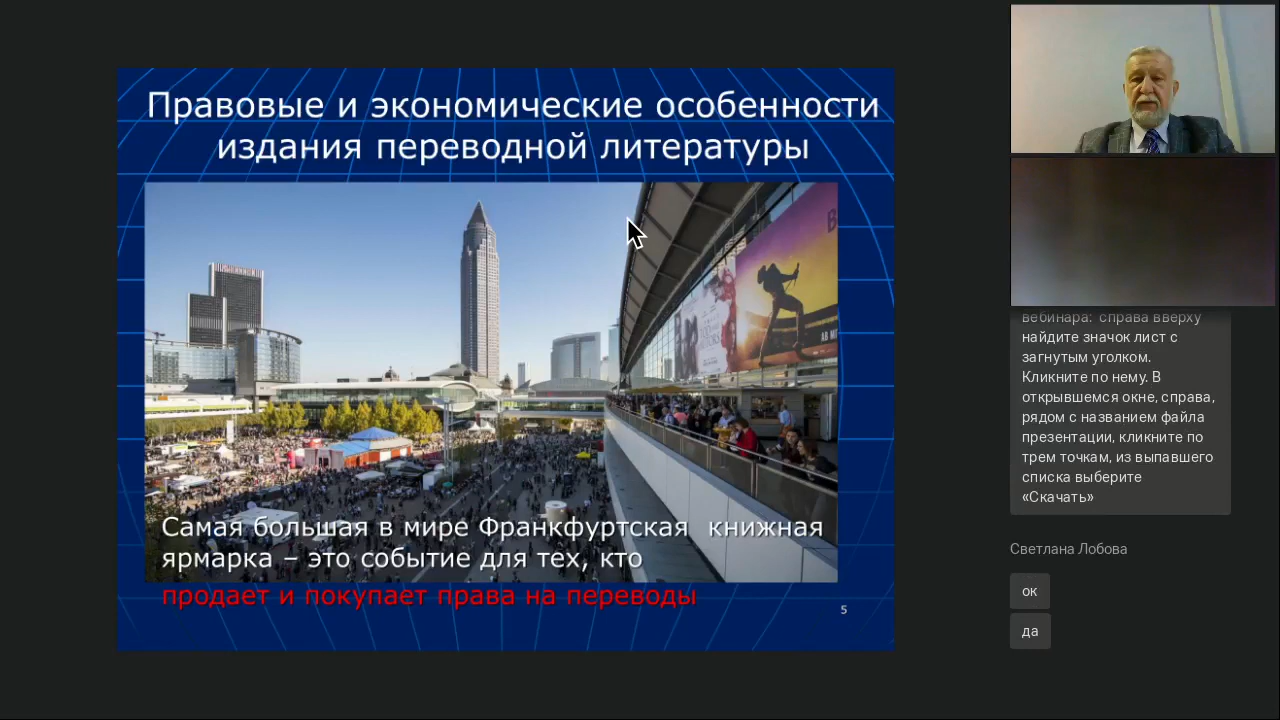 Правовые и экономические особенности
издания переводной литературы
Самая большая в мире Франкфуртская книжная
ярмарка – это событие для тех, кто
продает и покупает права на переводы
5
вебинара: справа вверху
найдите значок лист с
загнутым уголком.
Кликните по нему. В
открывшемся окне, справа,
рядом с названием файла
презентации, кликните по
трем точкам, из выпавшего
списка выберите
«Скачать»
Светлана Лобова
ок
да